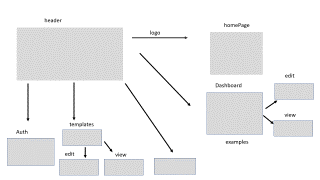 header
logo
homePage
edit
Dashboard
view
examples
Auth
templates
edit
view